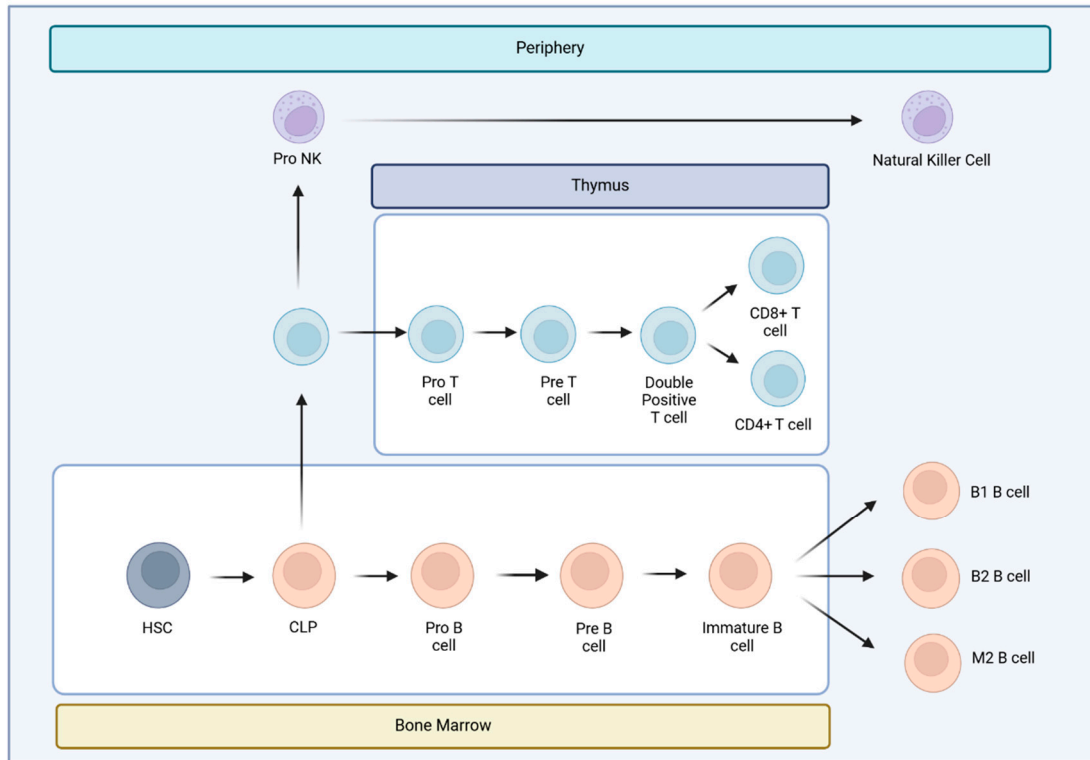 Periphery
Pro NK
Natural Killer Cell
Thymus
CD8+ T
cell
Pro T
cell
Pre T
cell
Double
Positive
T cell
CD4+ T cell
B1 B cell
B2 B cell
M2 B cell
HSC
CLP
Pro B
cell
Pre B
cell
Immature B
cell
Bone Marrow